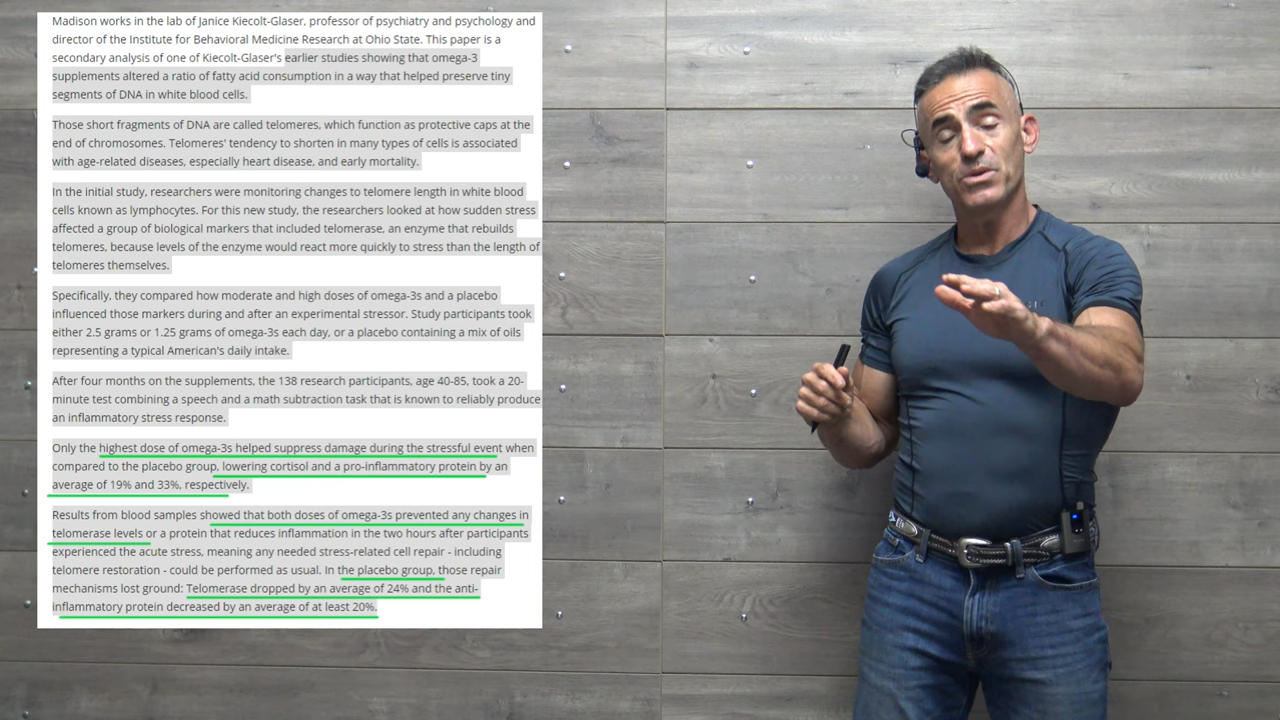 Madison works in the lab of Janice Kiecolt-Glaser, professor of psychiatry and psychology and
director of the Institute for Behavioral Medicine Research at Ohio State. This paper is a
secondary analysis of one of Kiecolt-Glaser's earlier studies showing that omega-3
supplements altered a ratio of fatty acid consumption in a way that helped preserve tiny
segments of DNA in white blood cells.
Those short fragments of DNA are called telomeres, which function as protective caps at the
end of chromosomes. Telomeres' tendency to shorten in many types of cells is associated
with age-related diseases, especially heart disease, and early mortality.
In the initial study, researchers were monitoring changes to telomere length in white blood
cells known as lymphocytes. For this new study, the researchers looked at how sudden stress
affected a group of biological markers that included telomerase, an enzyme that rebuilds
telomeres, because levels of the enzyme would react more quickly to stress than the length of
telomeres themselves.
Specifically, they compared how moderate and high doses of omega-3s and a placebo
influenced those markers during and after an experimental stressor. Study participants took
either 2.5 grams or 1.25 grams of omega-3s each day, or a placebo containing a mix of oils
representing a typical American's daily intake.
After four months on the supplements, the 138 research participants, age 40-85, took a 20-
minute test combining a speech and a math subtraction task that is known to reliably produce
an inflammatory stress response.
Only the highest dose of omega-3s helped suppress damage during the stressful event when
compared to the placebo group, lowering cortisol and a pro-inflammatory protein by an
average of 19% and 33%, respectively.
Results from blood samples showed that both doses of omega-3s prevented any changes in
telomerase levels or a protein that reduces inflammation in the two hours after participants
experienced the acute stress, meaning any needed stress-related cell repair - including
telomere restoration - could be performed as usual. In the placebo group, those repair
mechanisms lost ground: Telomerase dropped by an average of 24% and the anti-
inflammatory protein decreased by an average of at least 20%.